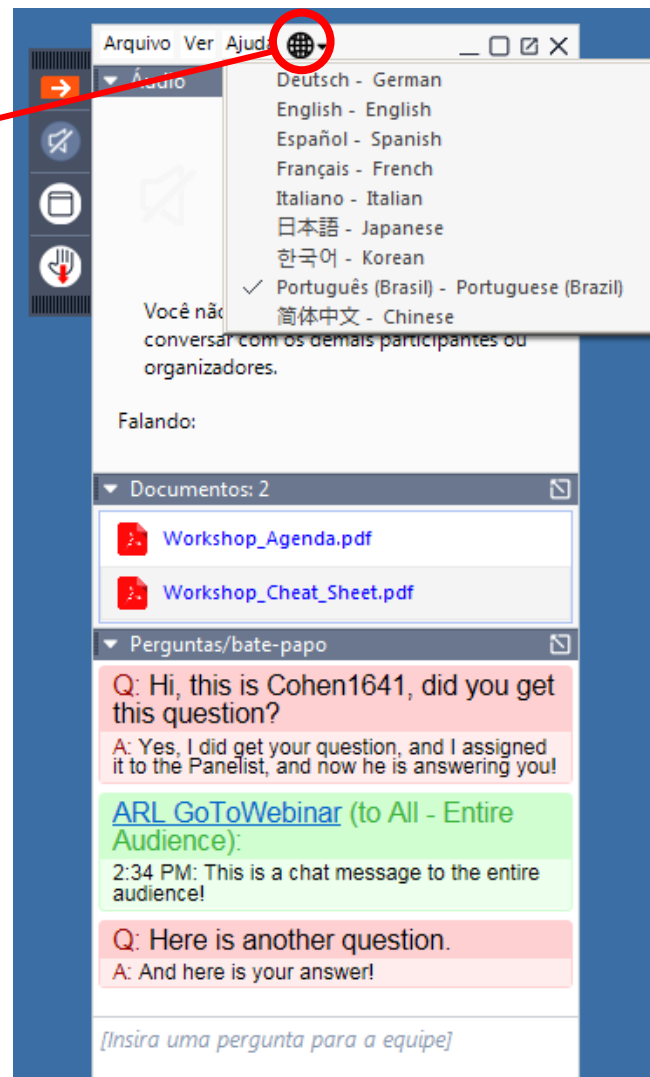 Arquivo Ver Ajuda
Áudio
Deutsch - German
English - English
Español - Spanish
Français - French
Italiano - Italian
日本語 - Japanese
한국어 - Korean
Português (Brasil) - Portuguese (Brazil)
简体中文 - Chinese
Você
conversar com os demais participantes ou
organizadores.
Falando:
Documentos: 2
Workshop_Agenda.pdf
Workshop_Cheat_Sheet.pdf
Perguntas/bate-papo
Q: Hi, this is Cohen1641, did you get
this question?
A: Yes, I did get your question, and I assigned
it to the Panelist, and now he is answering you!
ARL GoToWebinar (to All - Entire
Audience):
2:34 PM: This is a chat message to the entire
audience!
Q: Here is another question.
A: And here is your answer!
[Insira uma pergunta para a equipe]